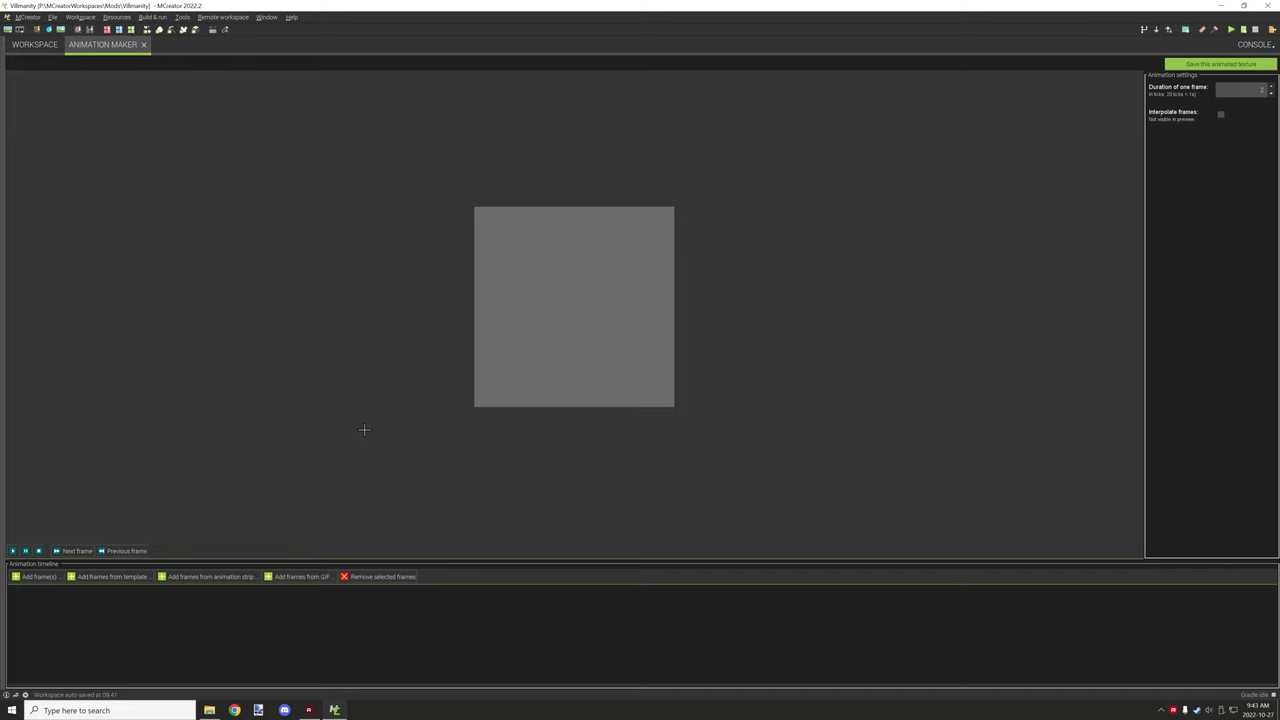 Villmanity [P:\MCreatorWorkspaces\Mods\Villmanity] - MCreator 2022.2
MCreator File Workspace Resources Build & run Tools Remote workspace Window Help
WORKSPACE ANIMATION MAKER
CONSOLE
Save this animated texture
Animation settings
Duration of one frame: 2
In ticks, 20 ticks = 1s)
Interpolate frames:
Not visible in preview
Next frame Previous frame
Animation timeline
Add frame(s) ... Add frames from template ... Add frames from animation strip ... Add frames from GIF ... Remove selected frames
Workspace auto saved at 09:41
Gradle idle
Type here to search
9:43 AM
2022-10-27